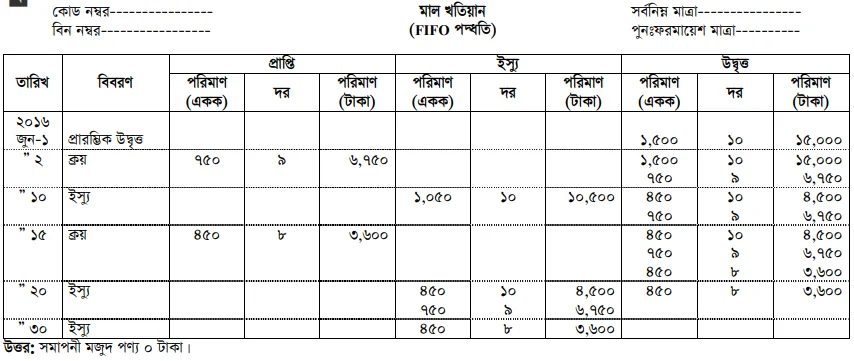 কোড নম্বর---------------- মাল খতিয়ান সর্বনিম্ন মাত্রা----------------
বিন নম্বর----------------- (FIFO পদ্ধতি) পুনঃফরমায়েশ মাত্রা----------
তারিখ বিবরণ প্রাপ্তি ইস্যু উদ্বৃত্ত
পরিমাণ (একক) দর পরিমাণ (টাকা) পরিমাণ (একক) দর পরিমাণ (টাকা) পরিমাণ (একক) দর পরিমাণ (টাকা)
২০১৬
জুন-১ প্রারম্ভিক উদ্বৃত্ত ১,৫০০ ১০ ১৫,০০০
” ২ ক্রয় ৭৫০ ৯ ৬,৭৫০ ১,৫০০ ১০ ১৫,০০০
৭৫০ ৯ ৬,৭৫০
” ১০ ইস্যু ১,০৫০ ১০ ১০,৫০০ ৪৫০ ১০ ৪,৫০০
৭৫০ ৯ ৬,৭৫০
” ১৫ ক্রয় ৪৫০ ৮ ৩,৬০০ ৪৫০ ১০ ৪,৫০০
৭৫০ ৯ ৬,৭৫০
৪৫০ ৮ ৩,৬০০
” ২০ ইস্যু ৪৫০ ১০ ৪,৫০০ ৪৫০ ৮ ৩,৬০০
৭৫০ ৯ ৬,৭৫০
” ৩০ ইস্যু ৪৫০ ৮ ৩,৬০০
উত্তর: সমাপনী মজুদ পণ্য ০ টাকা।